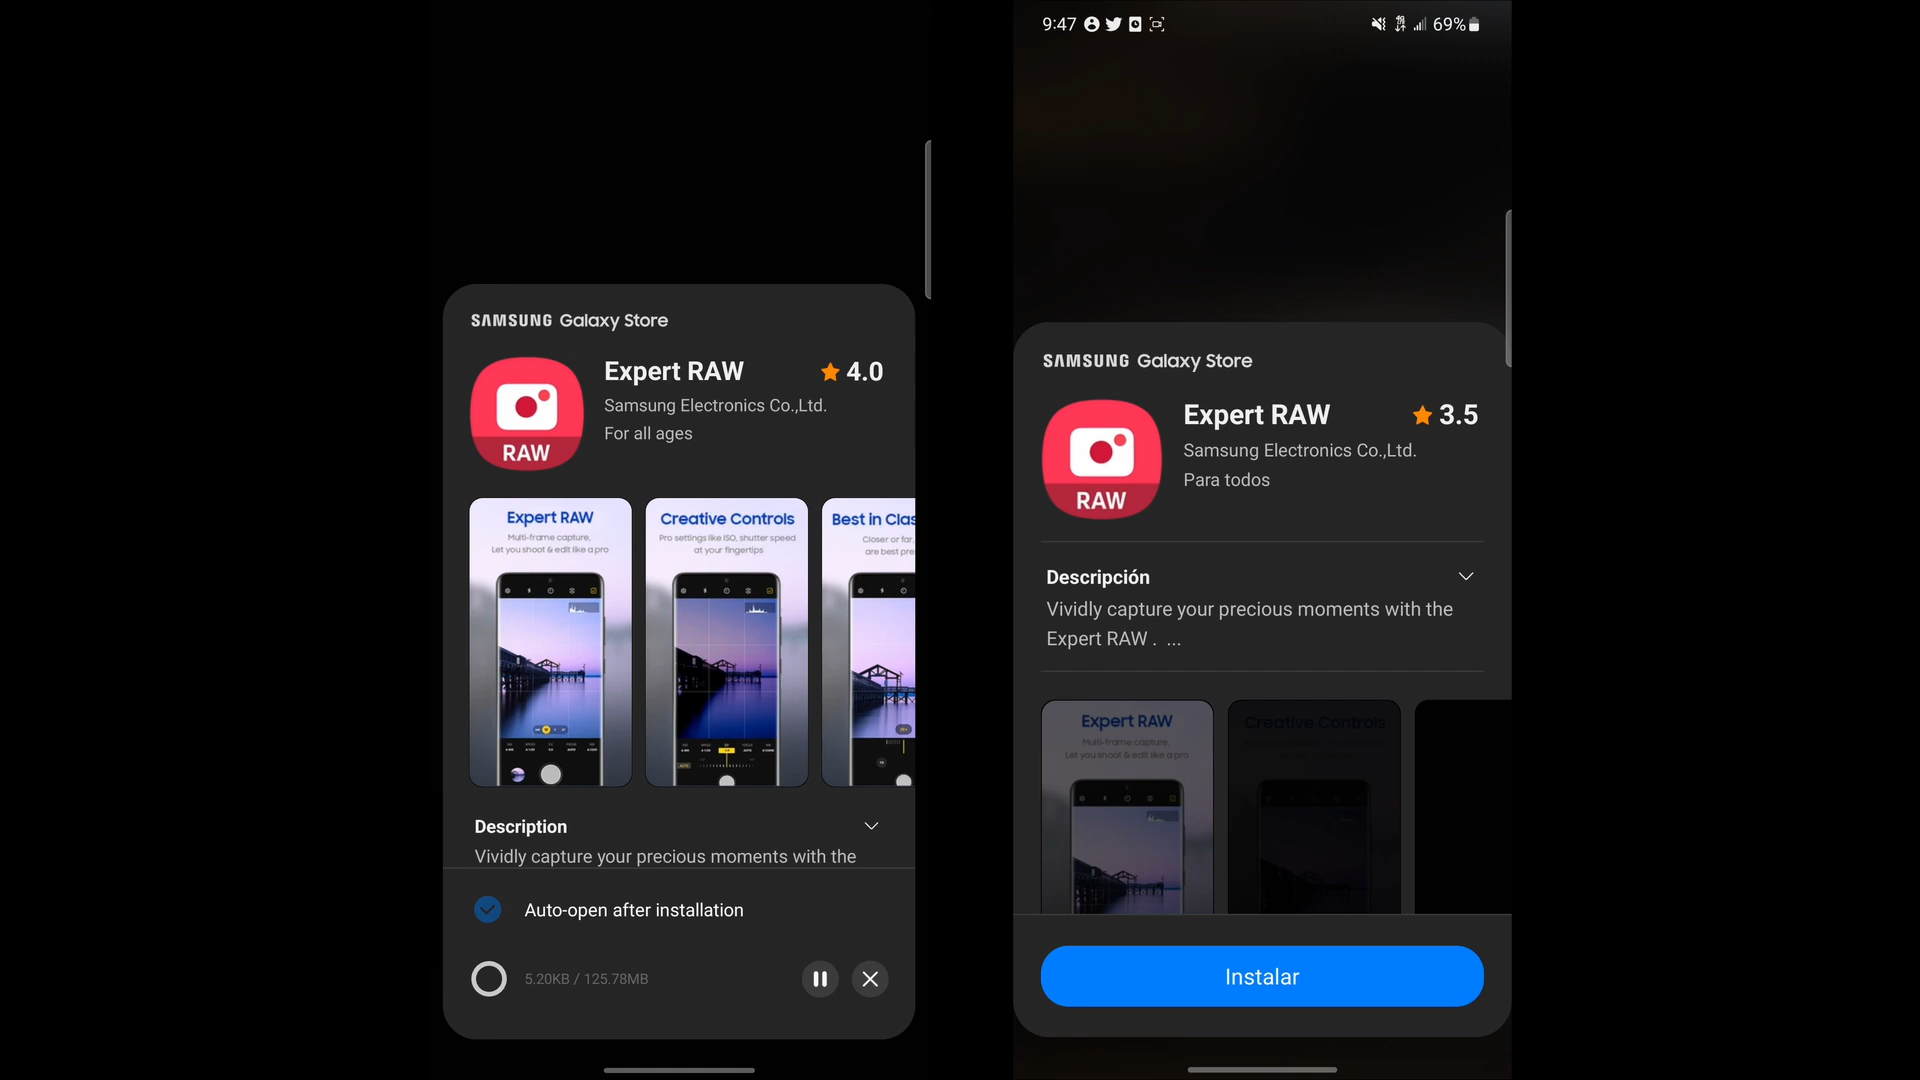 SAMSUNG Galaxy Store
Expert RAW
4.0
Samsung Electronics Co.,Ltd.
For all ages
RAW
Expert RAW
Multi-frame capture,
Let you shoot & edit like a pro
Creative Controls
Pro settings like ISO, shutter speed
at your fingertips
Best in Clas
Closer or far,
are best pre
Description
Vividly capture your precious moments with the
Auto-open after installation
5.20KB / 125.78MB
9:47
69%
SAMSUNG Galaxy Store
Expert RAW
3.5
Samsung Electronics Co.,Ltd.
Para todos
RAW
Descripción
Vividly capture your precious moments with the
Expert RAW . ...
Expert RAW
Multi-frame capture,
Let you shoot & edit like a pro
Creative Controls
Instalar